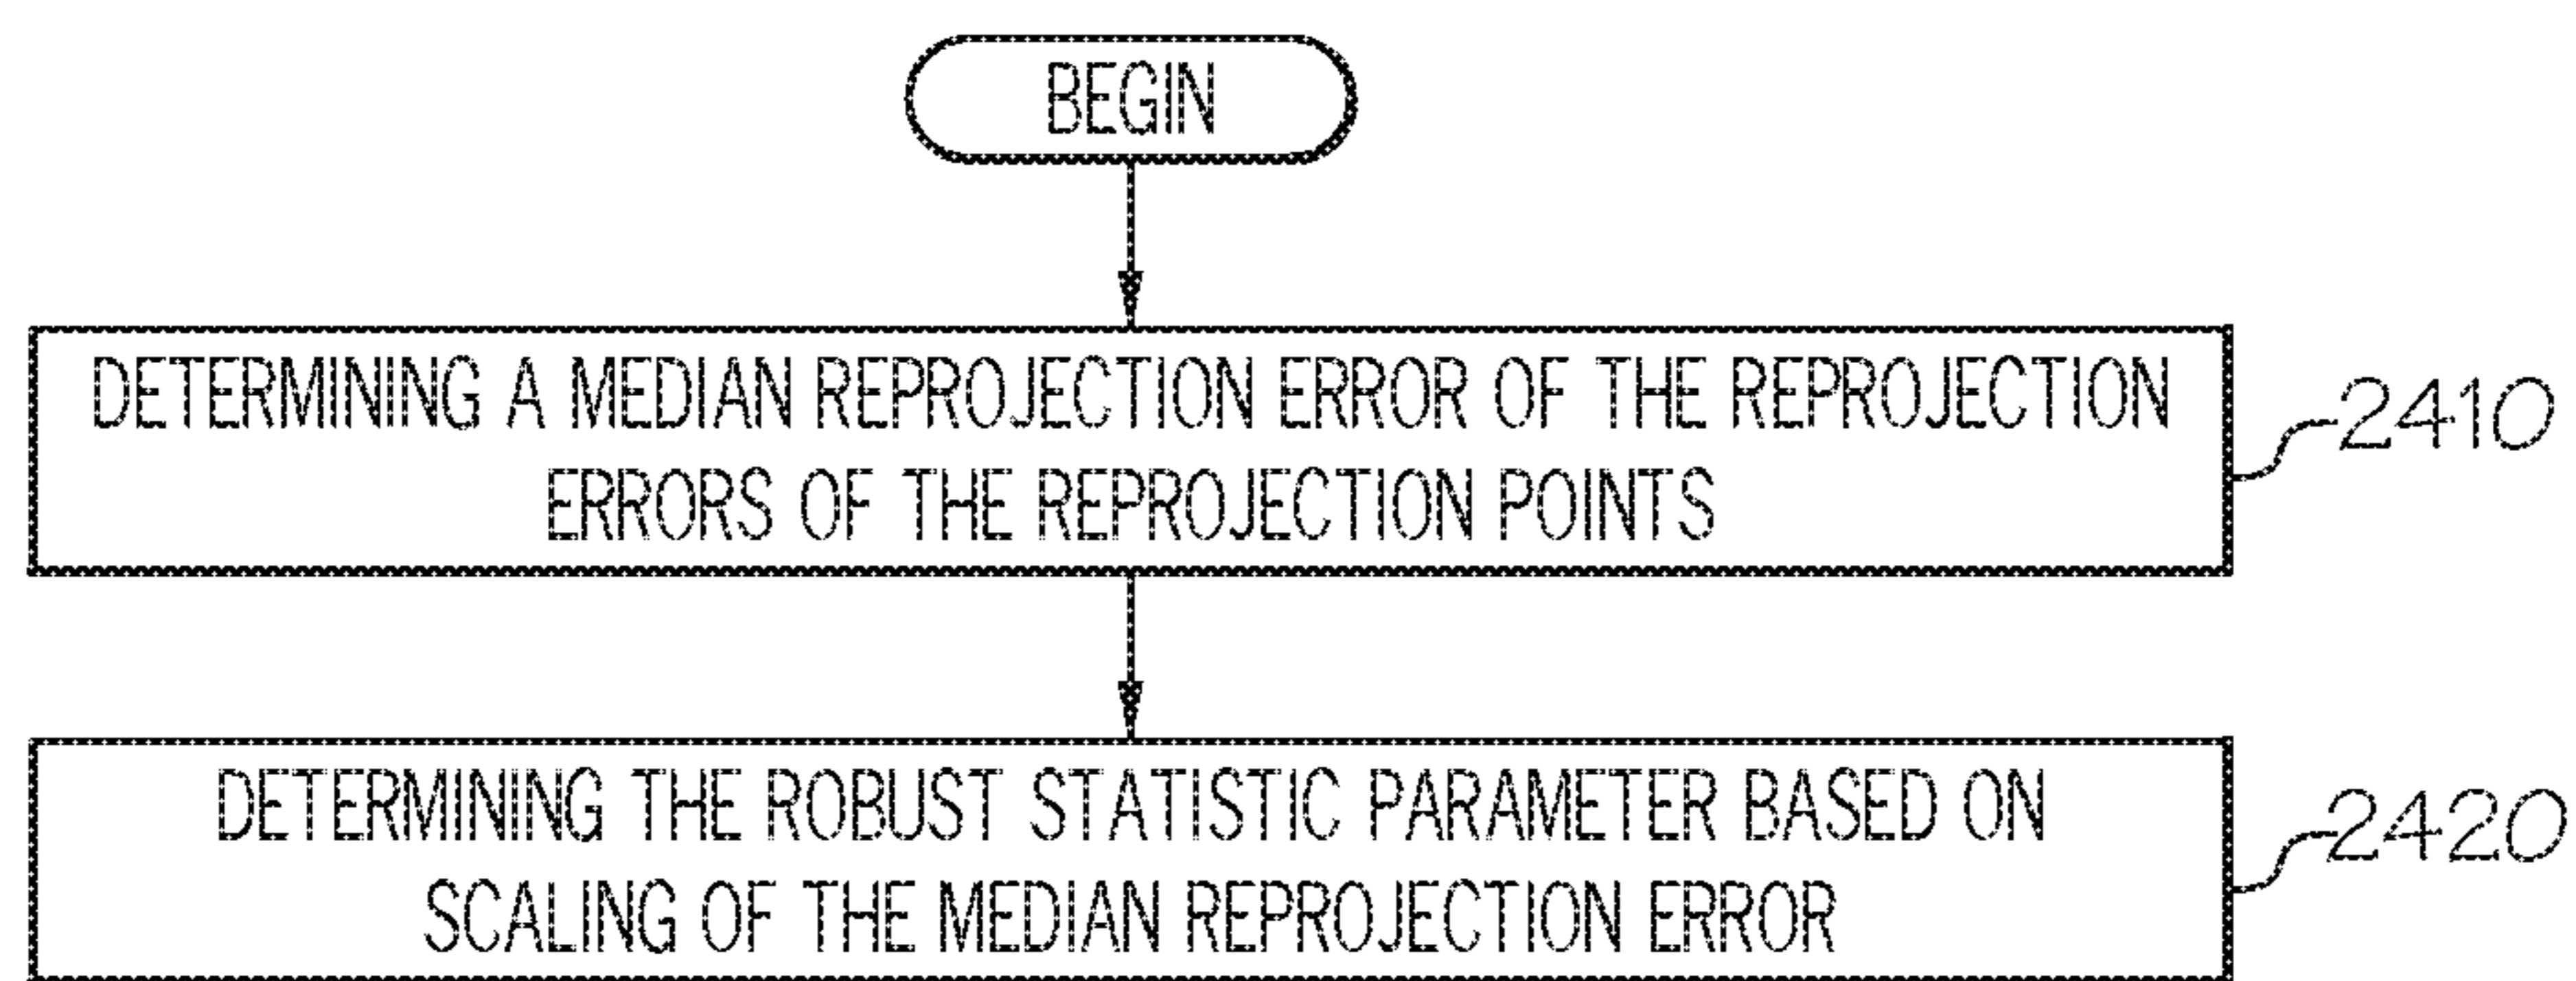 BEGIN
DETERMINING A MEDIAN REPROJECTION ERROR OF THE REPROJECTION
ERRORS OF THE REPROJECTION POINTS
2410
DETERMINING THE ROBUST STATISTIC PARAMETER BASED ON
SCALING OF THE MEDIAN REPROJECTION ERROR
2420